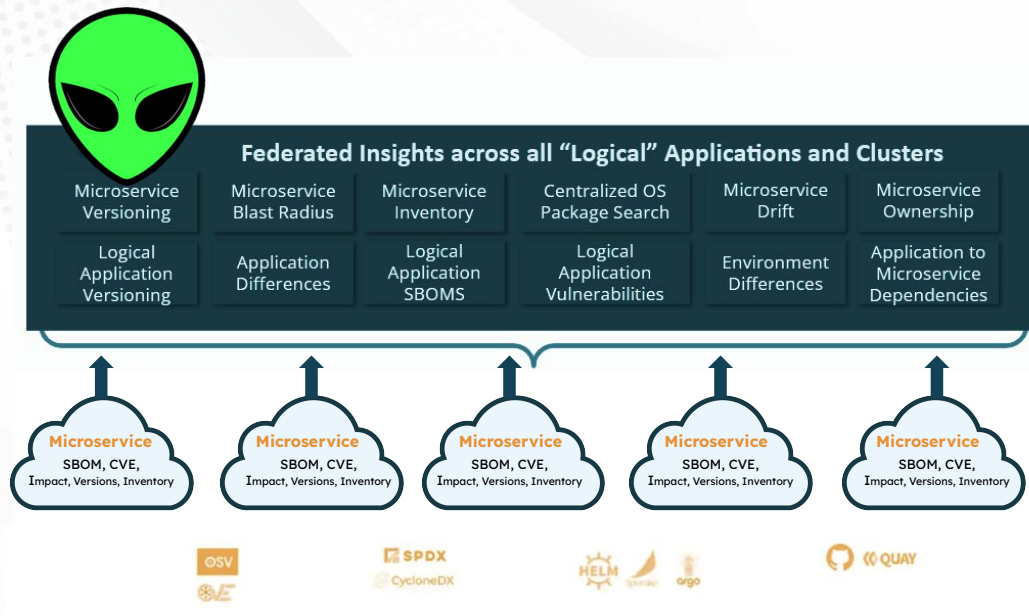 Federated Insights across all “Logical” Applications and Clusters
Microservice
Versioning
Microservice
Blast Radius
Microservice
Inventory
Centralized OS
Package Search
Microservice
Drift
Microservice
Ownership
Logical
Application
Versioning
Application
Differences
Logical
Application
SBOMS
Logical
Application
Vulnerabilities
Environment
Differences
Application to
Microservice
Dependencies
Microservice
SBOM, CVE,
Impact, Versions, Inventory
Microservice
SBOM, CVE,
Impact, Versions, Inventory
Microservice
SBOM, CVE,
Impact, Versions, Inventory
Microservice
SBOM, CVE,
Impact, Versions, Inventory
Microservice
SBOM, CVE,
Impact, Versions, Inventory
OSV
CVE
SPDX
CycloneDX
HELM
Spinnaker
argo
QUAY